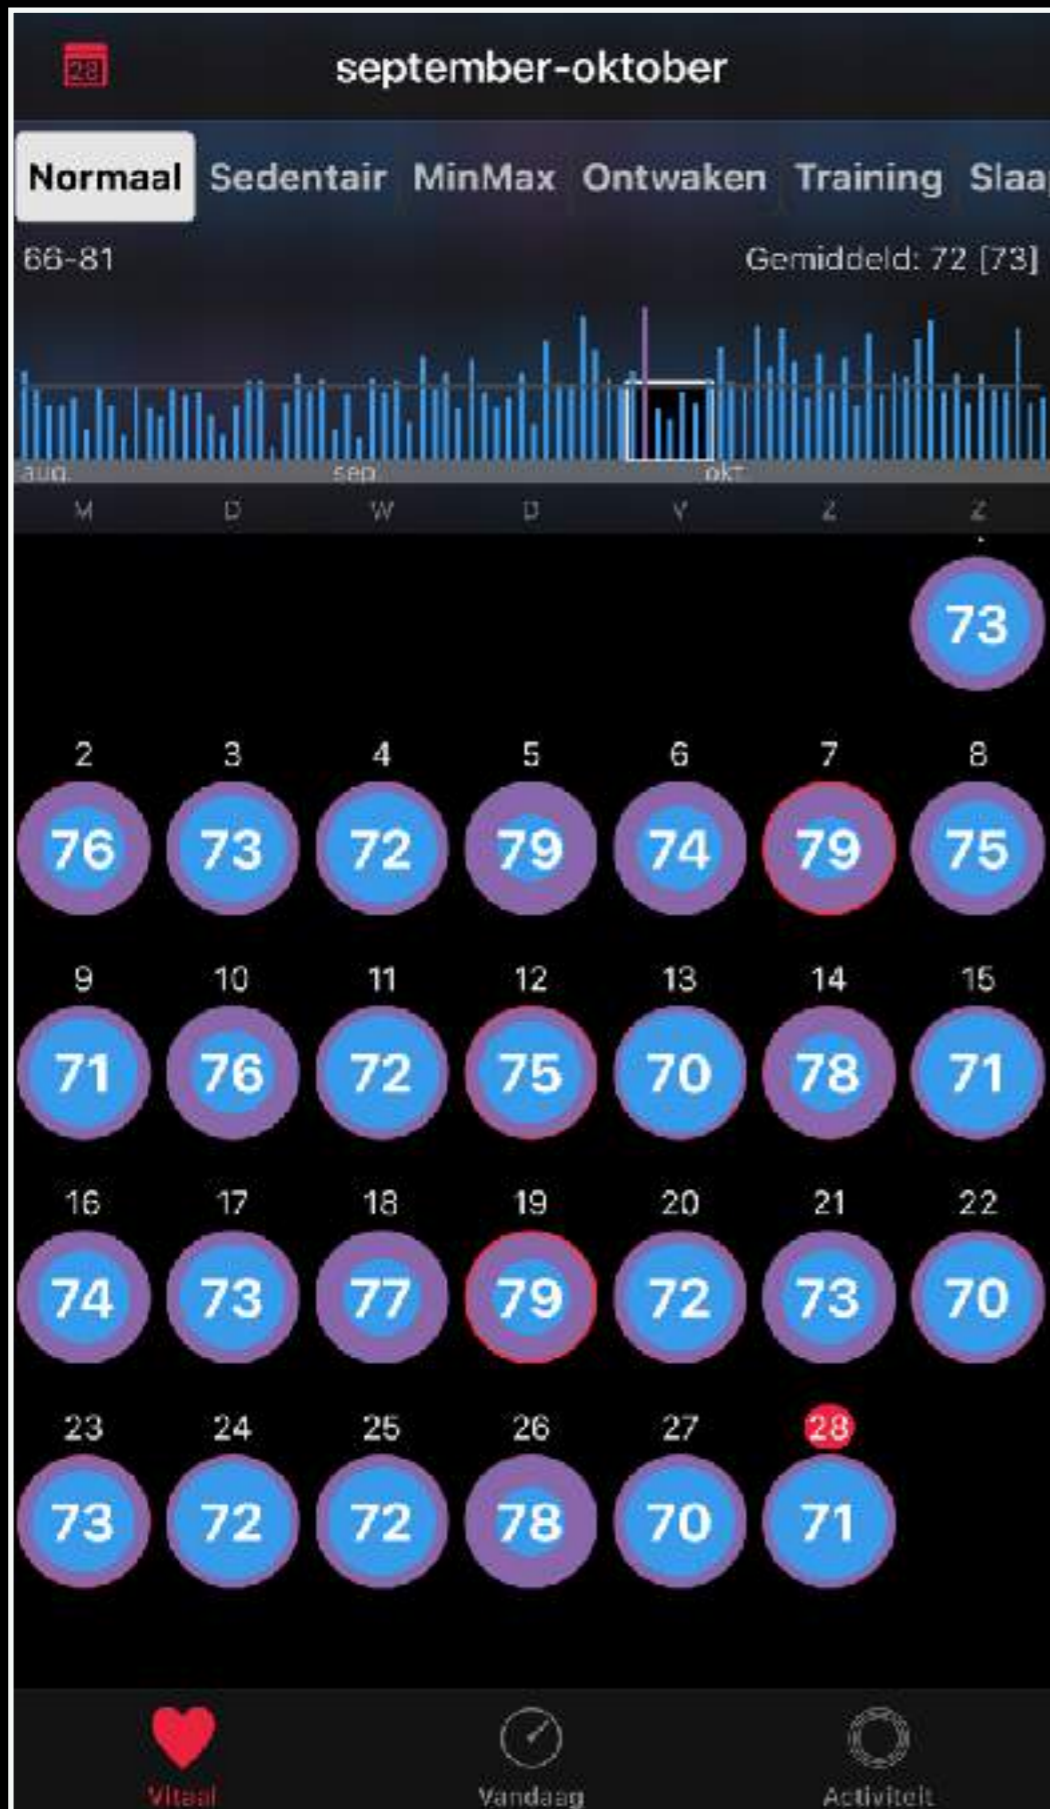 28 september-oktober
Normaal Sedentair MinMax Ontwaken Training Slaa
66-81 Gemiddeld: 72 [73]
aug. sep. okt.
M D W D V Z Z
73
2 3 4 5 6 7 8
76 73 72 79 74 79 75
9 10 11 12 13 14 15
71 76 72 75 70 78 71
16 17 18 19 20 21 22
74 73 77 79 72 73 70
23 24 25 26 27 28
73 72 72 78 70 71
Vitaal Vandaag Activiteit